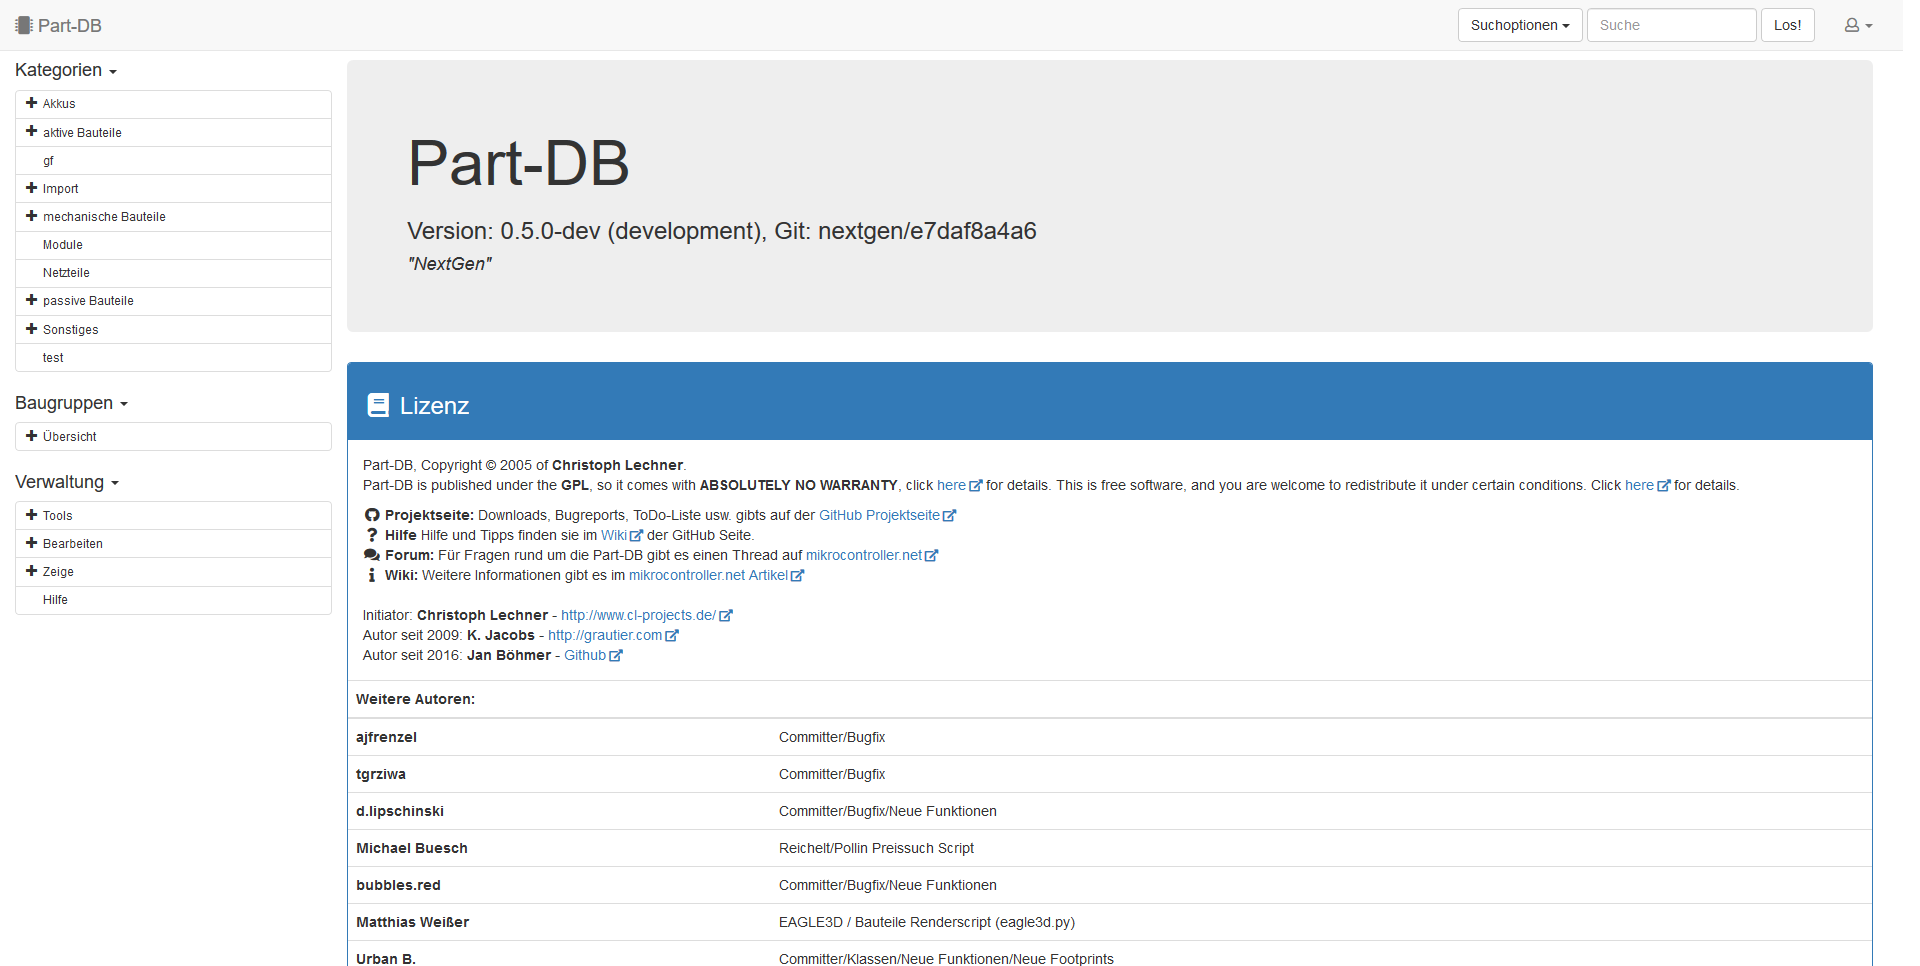 Part-DB
Suchoptionen
Suche
Los!
Kategorien
Akkus
aktive Bauteile
gf
Import
mechanische Bauteile
Module
Netzteile
passive Bauteile
Sonstiges
test
Baugruppen
Übersicht
Verwaltung
Tools
Bearbeiten
Zeige
Hilfe
Part-DB
Version: 0.5.0-dev (development), Git: nextgen/e7daf8a4a6
"NextGen"
Lizenz
Part-DB, Copyright © 2005 of Christoph Lechner.
Part-DB is published under the GPL, so it comes with ABSOLUTELY NO WARRANTY, click here for details. This is free software, and you are welcome to redistribute it under certain conditions. Click here for details.
Projektseite: Downloads, Bugreports, ToDo-Liste usw. gibts auf der GitHub Projektseite
Hilfe Hilfe und Tipps finden sie im Wiki der GitHub Seite.
Forum: Für Fragen rund um die Part-DB gibt es einen Thread auf mikrocontroller.net
Wiki: Weitere Informationen gibt es im mikrocontroller.net Artikel
Initiator: Christoph Lechner - http://www.cl-projects.de/
Autor seit 2009: K. Jacobs - http://grautier.com
Autor seit 2016: Jan Böhmer - Github
Weitere Autoren:
ajfrenzel Committer/Bugfix
tgrziwa Committer/Bugfix
d.lipschinski Committer/Bugfix/Neue Funktionen
Michael Buesch Reichelt/Pollin Preissuch Script
bubbles.red Committer/Bugfix/Neue Funktionen
Matthias Weißer EAGLE3D / Bauteile Renderscript (eagle3d.py)
Urban B. Committer/Klassen/Neue Funktionen/Neue Footprints